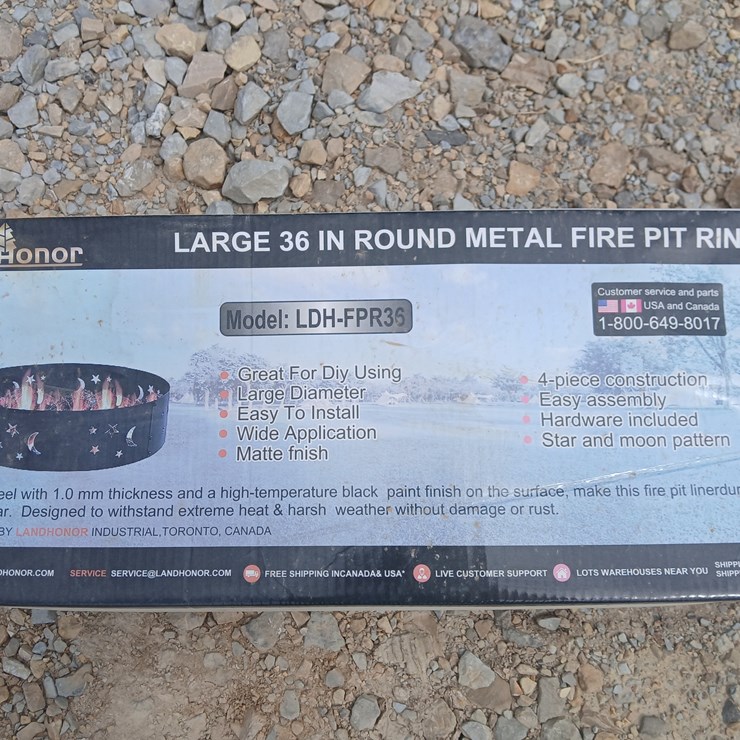 Honor
LARGE 36 IN ROUND METAL FIRE PIT RIN
Model: LDH-FPR36
Customer service and parts
USA and Canada
1-800-649-8017
Great For Diy Using
Large Diameter
Easy To Install
Wide Application
Matte fnish
4-piece construction
Easy assembly
Hardware included
Star and moon pattern
eel with 1.0 mm thickness and a high-temperature black paint finish on the surface, make this fire pit linerdur
ar. Designed to withstand extreme heat & harsh weather without damage or rust.
BY LANDHONOR INDUSTRIAL,TORONTO, CANADA
DHONOR.COM SERVICE SERVICE@LANDHONOR.COM FREE SHIPPING INCANADA& USA* LIVE CUSTOMER SUPPORT LOTS WAREHOUSES NEAR YOU SHIPPI
SHIPP